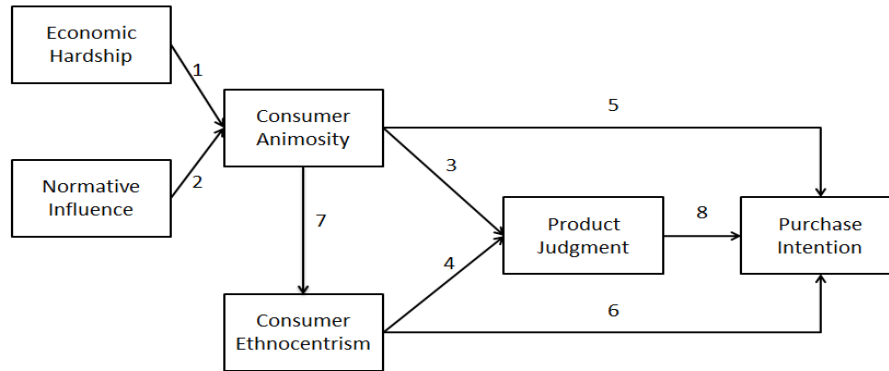 Economic
Hardship
1
Consumer
Animosity
5
Normative
Influence
2
3
7
Product
Judgment
8
Purchase
Intention
4
Consumer
Ethnocentrism
6